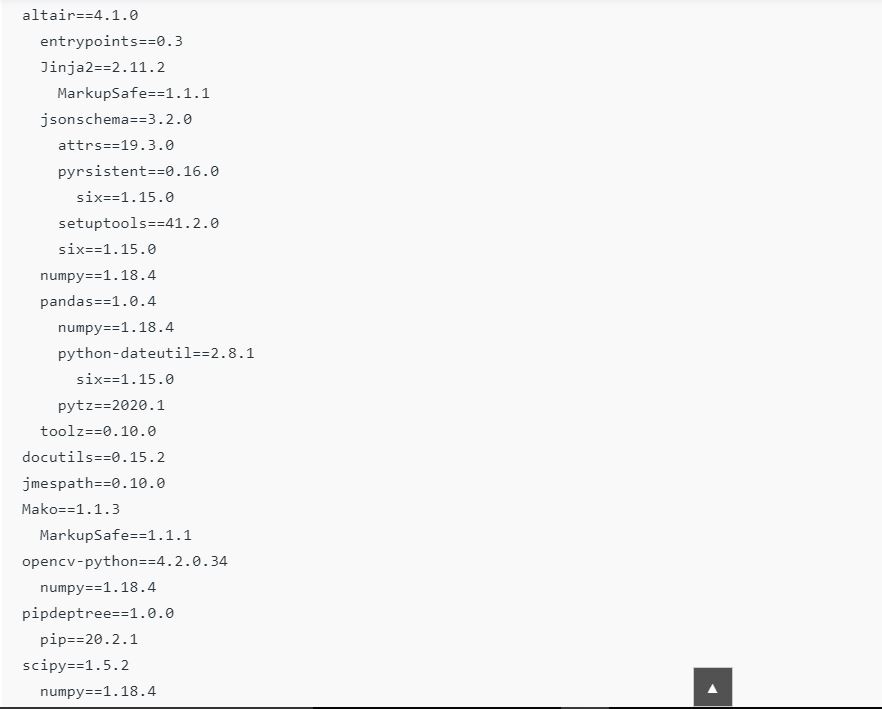 altair==4.1.0
entrypoints==0.3
Jinja2==2.11.2
MarkupSafe==1.1.1
jsonschema==3.2.0
attrs==19.3.0
pyrsistent==0.16.0
six==1.15.0
setuptools==41.2.0
six==1.15.0
numpy==1.18.4
pandas==1.0.4
numpy==1.18.4
python-dateutil==2.8.1
six==1.15.0
pytz==2020.1
toolz==0.10.0
docutils==0.15.2
jmespath==0.10.0
Mako==1.1.3
MarkupSafe==1.1.1
opencv-python==4.2.0.34
numpy==1.18.4
pipdeptree==1.0.0
pip==20.2.1
scipy==1.5.2
numpy==1.18.4